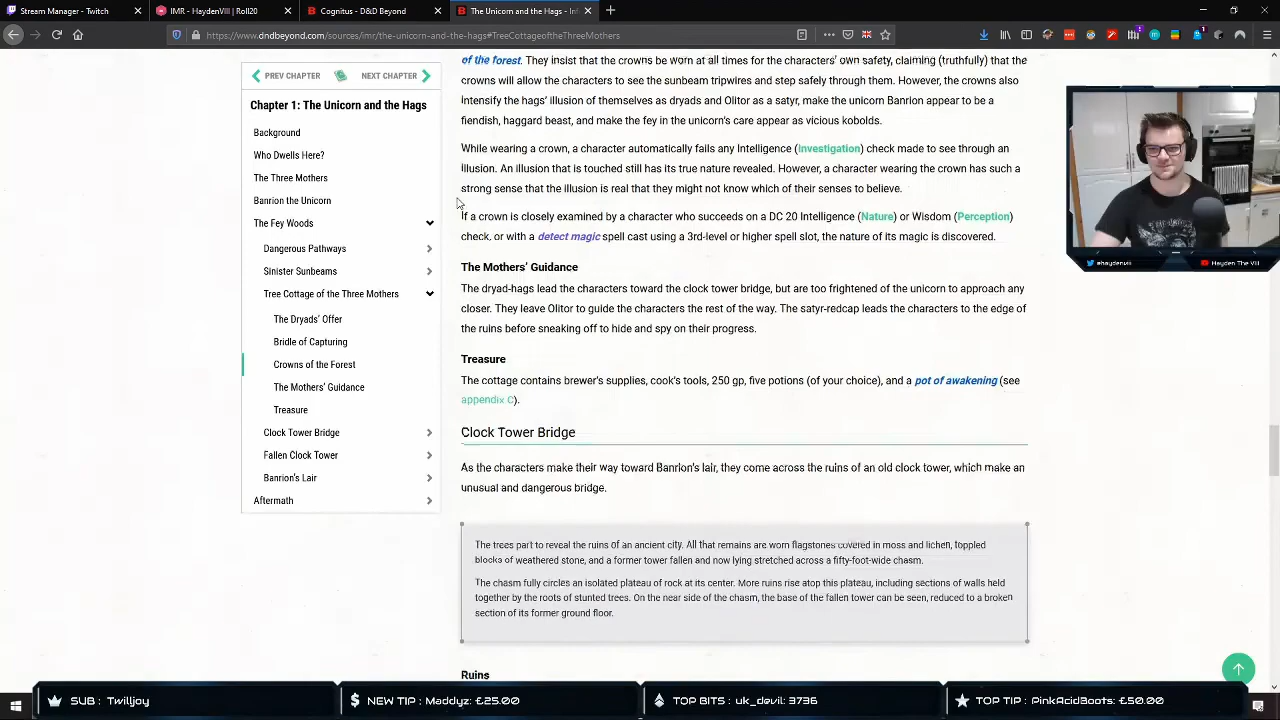 Stream Manager - Twitch
IMR - HaydenVIII | Roll20
Cognitus - D&D Beyond
The Unicorn and the Hags - Inf
https://www.dndbeyond.com/sources/imr/the-unicorn-and-the-hags#TreeCottageoftheThreeMothers
PREV CHAPTER
NEXT CHAPTER
Chapter 1: The Unicorn and the Hags
Background
Who Dwells Here?
The Three Mothers
Banrion the Unicorn
The Fey Woods
Dangerous Pathways
Sinister Sunbeams
Tree Cottage of the Three Mothers
The Dryads' Offer
Bridle of Capturing
Crowns of the Forest
The Mothers' Guidance
Treasure
Clock Tower Bridge
Fallen Clock Tower
Banrion's Lair
Aftermath
of the forest. They insist that the crowns be worn at all times for the characters' own safety, claiming (truthfully) that the
crowns will allow the characters to see the sunbeam tripwires and step safely through them. However, the crowns also
intensify the hags' illusion of themselves as dryads and Olitor as a satyr, make the unicorn Banrion appear to be a
fiendish, haggard beast, and make the fey in the unicorn's care appear as vicious kobolds.
While wearing a crown, a character automatically fails any Intelligence (Investigation) check made to see through an
illusion. An illusion that is touched still has its true nature revealed. However, a character wearing the crown has such a
strong sense that the illusion is real that they might not know which of their senses to believe.
If a crown is closely examined by a character who succeeds on a DC 20 Intelligence (Nature) or Wisdom (Perception)
check, or with a detect magic spell cast using a 3rd-level or higher spell slot, the nature of its magic is discovered.
The Mothers' Guidance
The dryad-hags lead the characters toward the clock tower bridge, but are too frightened of the unicorn to approach any
closer. They leave Olitor to guide the characters the rest of the way. The satyr-redcap leads the characters to the edge of
the ruins before sneaking off to hide and spy on their progress.
Treasure
The cottage contains brewer's supplies, cook's tools, 250 gp, five potions (of your choice), and a pot of awakening (see
appendix C).
Clock Tower Bridge
As the characters make their way toward Banrion's lair, they come across the ruins of an old clock tower, which make an
unusual and dangerous bridge.
The trees part to reveal the ruins of an ancient city. All that remains are worn flagstones covered in moss and lichen, toppled
blocks of weathered stone, and a former tower fallen and now lying stretched across a fifty-foot-wide chasm.
The chasm fully circles an isolated plateau of rock at its center. More ruins rise atop this plateau, including sections of walls held
together by the roots of stunted trees. On the near side of the chasm, the base of the fallen tower can be seen, reduced to a broken
section of its former ground floor.
Ruins
@haydenviii
Hayden The VIII
SUB : Twilljoy
NEW TIP : Maddyz: £25.00
TOP BITS : uk_devil: 3736
TOP TIP : PinkAcidBoots: £50.00